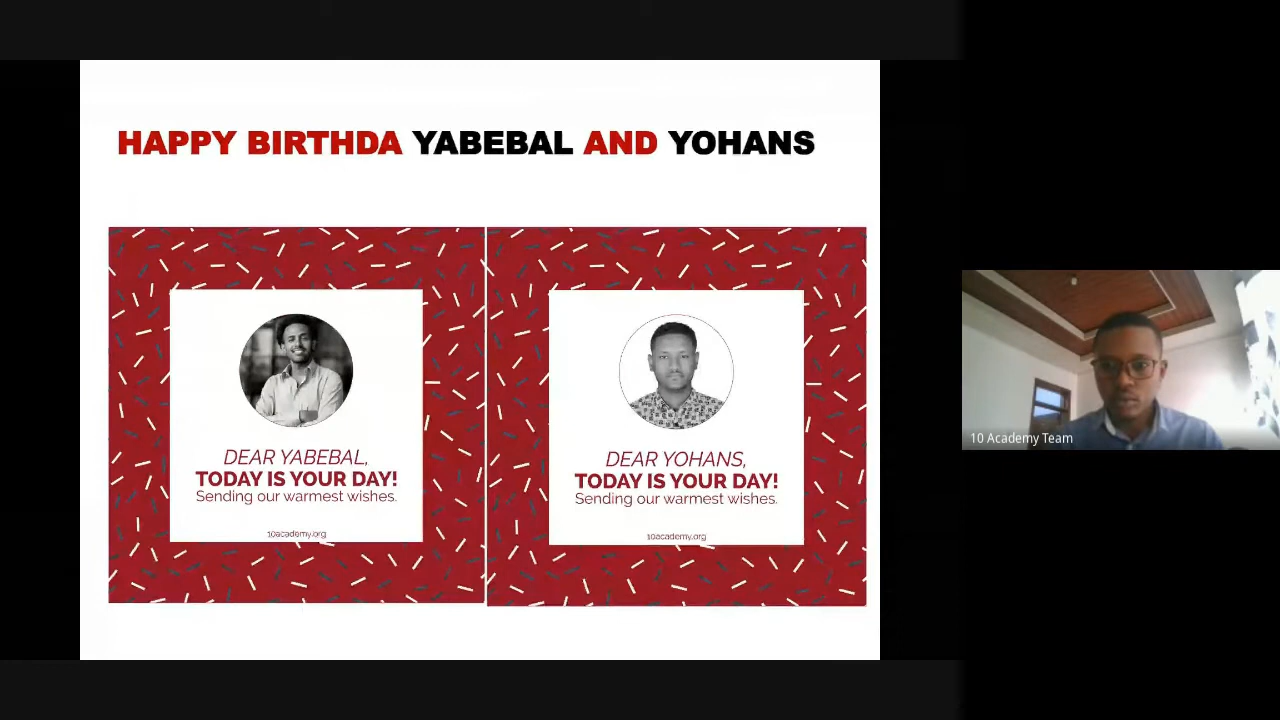 HAPPY BIRTHDA YABEBAL AND YOHANS
DEAR YABEBAL,
TODAY IS YOUR DAY!
Sending our warmest wishes.
10academy.org
DEAR YOHANS,
TODAY IS YOUR DAY!
Sending our warmest wishes.
10academy.org
10 Academy Team